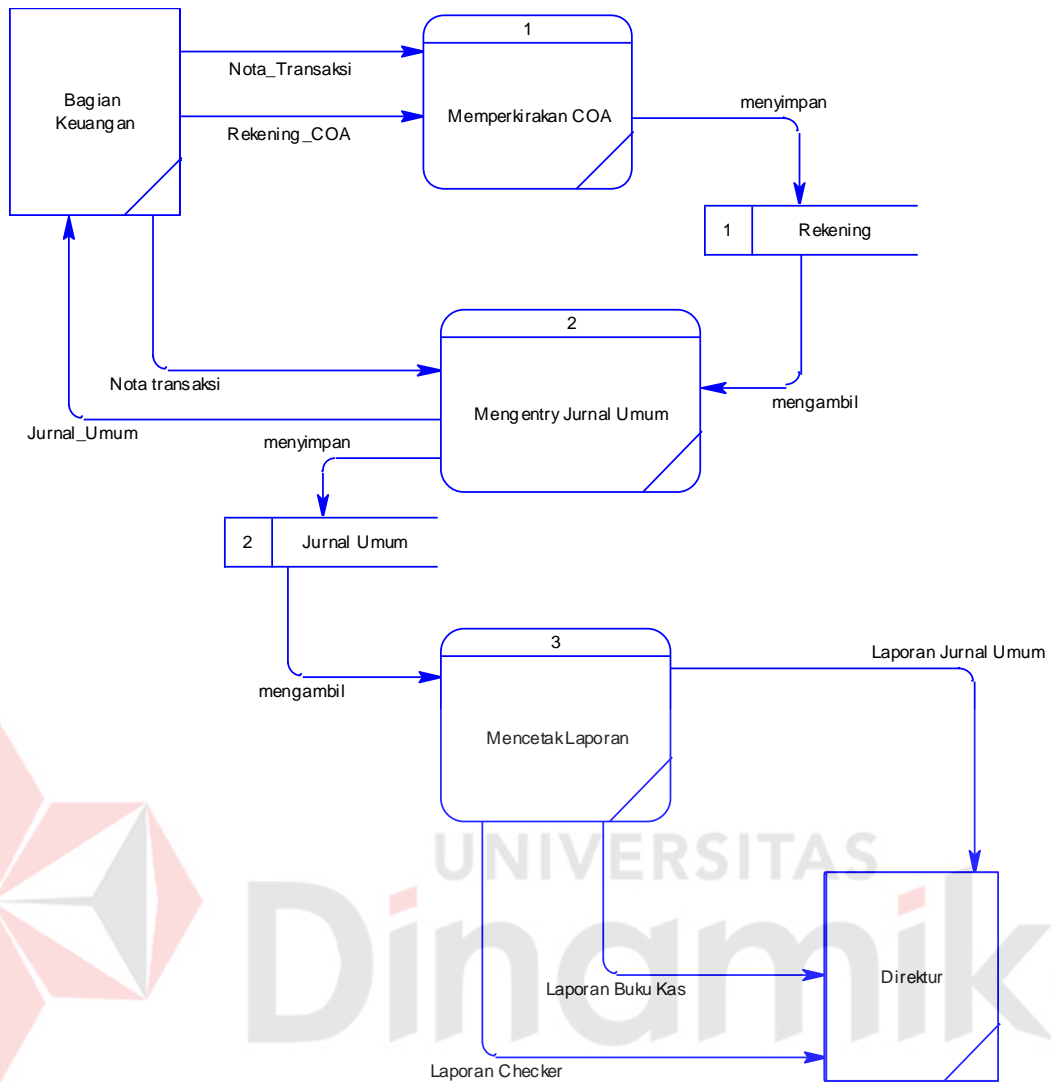 1
Nota_Transaksi
Bagian
Keuangan
Memperkirakan COA
menyimpan
Rekening_COA
1 Rekening
2
Nota transaksi
mengambil
Mengentry Jurnal Umum
Jurnal_Umum
menyimpan
2 Jurnal Umum
3
Laporan Jurnal Umum
mengambil
Mencetak Laporan
UNIVERSITAS
Dinamik
Direktur
Laporan Buku Kas
Laporan Checker